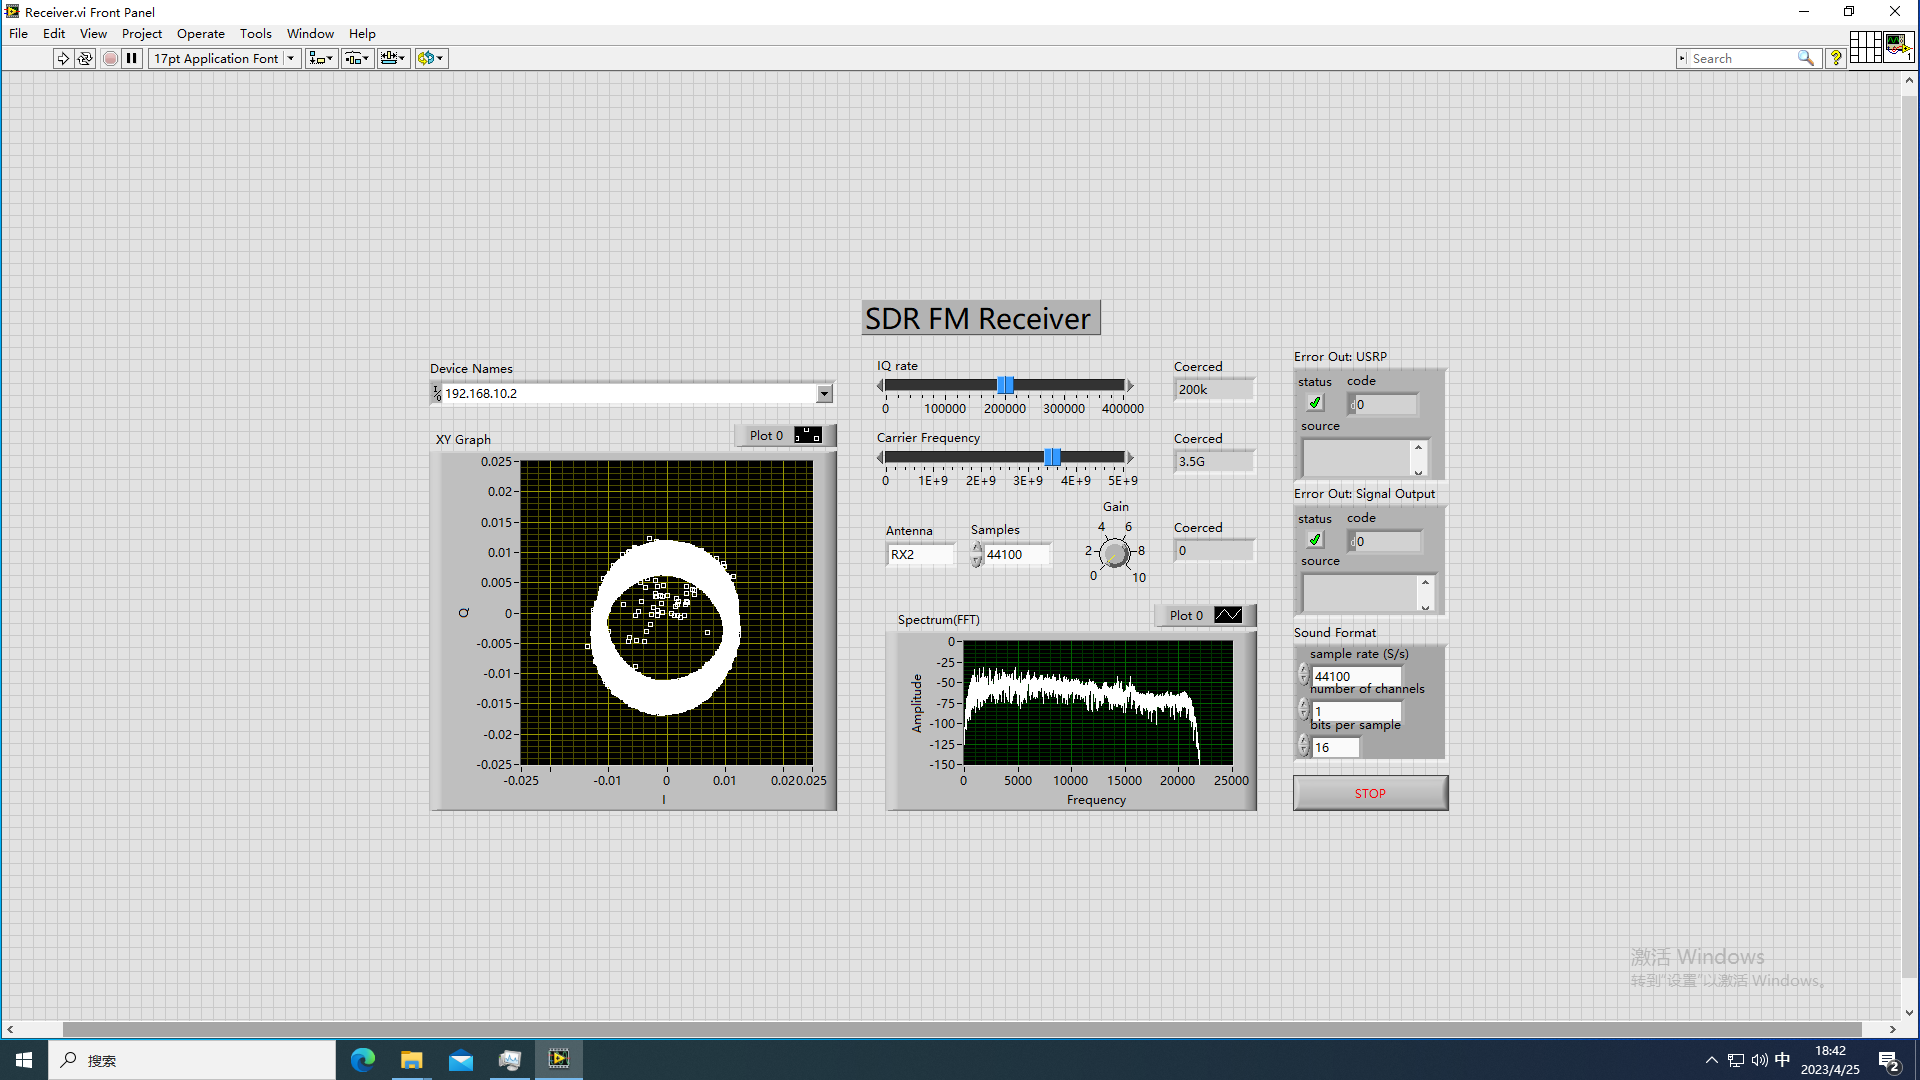 Receiver.vi Front Panel
File Edit View Project Operate Tools Window Help
17pt Application Font
Search
1
SDR FM Receiver
Device Names
192.168.10.2
XY Graph
Plot 0
0.025
0.02
0.015
0.01
0.005
0
-0.005
-0.01
-0.015
-0.02
-0.025
Q
-0.025 -0.01 0 0.01 0.02 0.025
I
IQ rate
0 100000 200000 300000 400000
Coerced
200k
Carrier Frequency
0 1E+9 2E+9 3E+9 4E+9 5E+9
Coerced
3.5G
Antenna
RX2
Samples
44100
Gain
0 2 4 6 8 10
Coerced
0
Spectrum(FFT)
Plot 0
Amplitude
0
-25
-50
-75
-100
-125
-150
0 5000 10000 15000 20000 25000
Frequency
Error Out: USRP
status code
d0
source
Error Out: Signal Output
status code
d0
source
Sound Format
sample rate (S/s)
44100
number of channels
1
bits per sample
16
STOP
激活 Windows
转到"设置"以激活 Windows。
搜索
中
18:42
2023/4/25
2